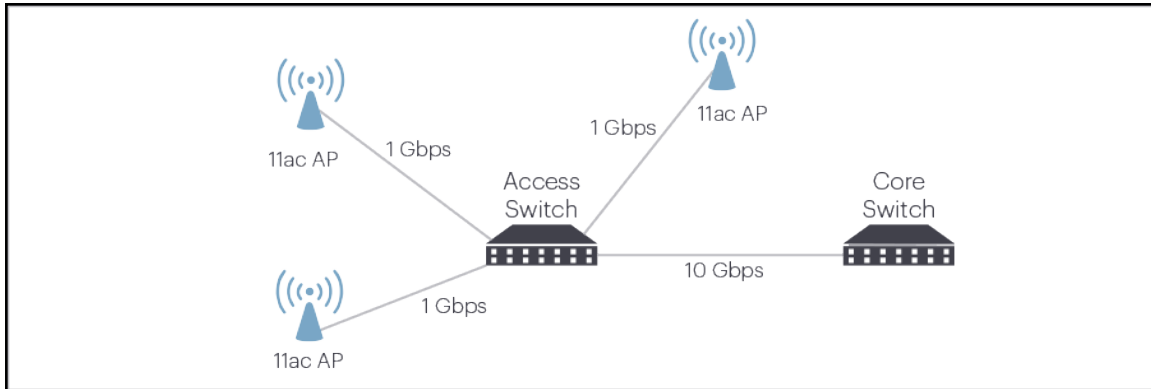 11ac AP
1 Gbps
11ac AP
1 Gbps
11ac AP
1 Gbps
Access
Switch
Core
Switch
10 Gbps